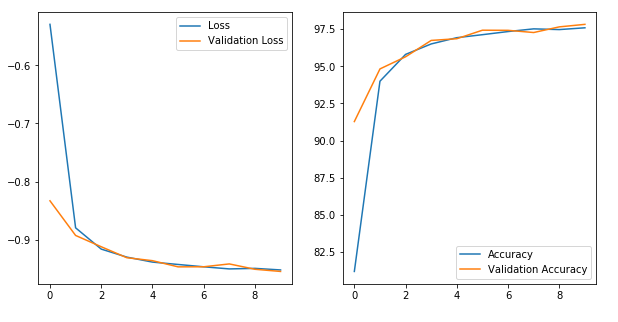 Loss
Validation Loss
−0.6
−0.7
−0.8
−0.9
0 2 4 6 8
97.5
95.0
92.5
90.0
87.5
85.0
82.5
Accuracy
Validation Accuracy
0 2 4 6 8